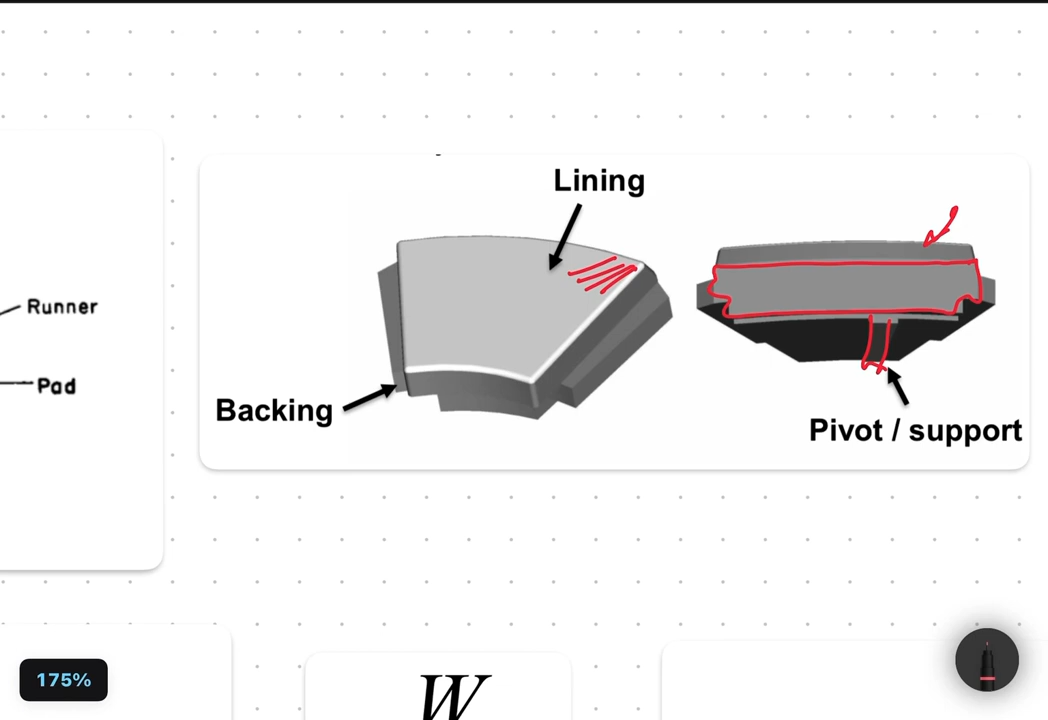 Lining
Runner
Pad
Backing
Pivot / support
175%
W